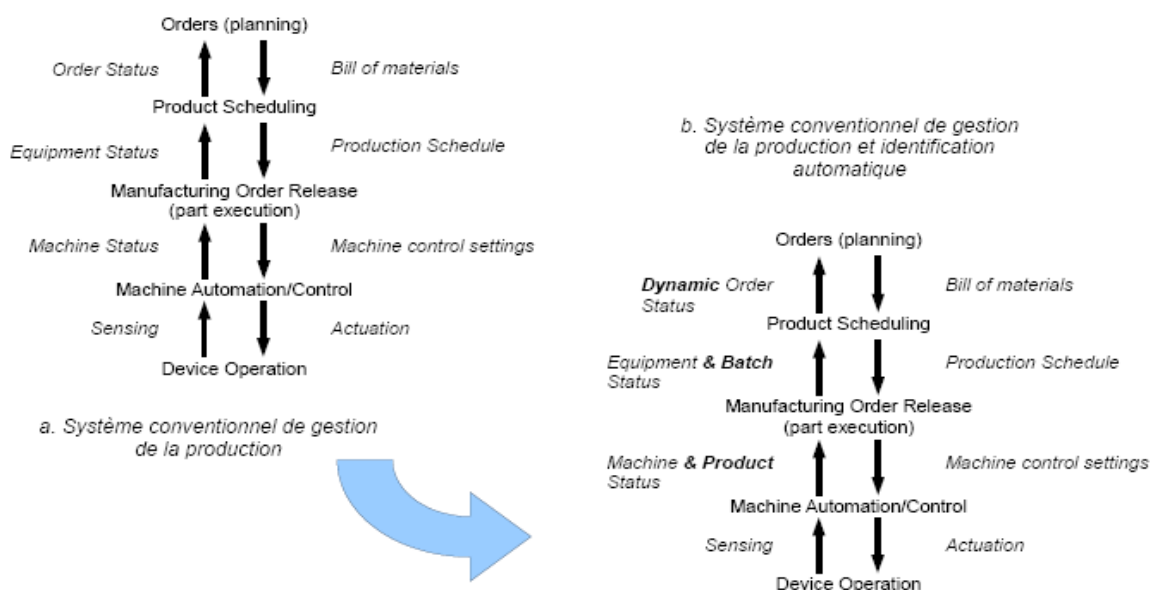 Orders (planning)
Order Status
Bill of materials
Product Scheduling
Equipment Status
Production Schedule
Manufacturing Order Release
(part execution)
Machine Status
Machine control settings
Machine Automation/Control
Sensing
Actuation
Device Operation
a. Système conventionnel de gestion
de la production
b. Système conventionnel de gestion
de la production et identification
automatique
Orders (planning)
Dynamic Order
Status
Bill of materials
Product Scheduling
Equipment & Batch
Status
Production Schedule
Manufacturing Order Release
(part execution)
Machine & Product
Status
Machine control settings
Machine Automation/Control
Sensing
Actuation
Device Operation